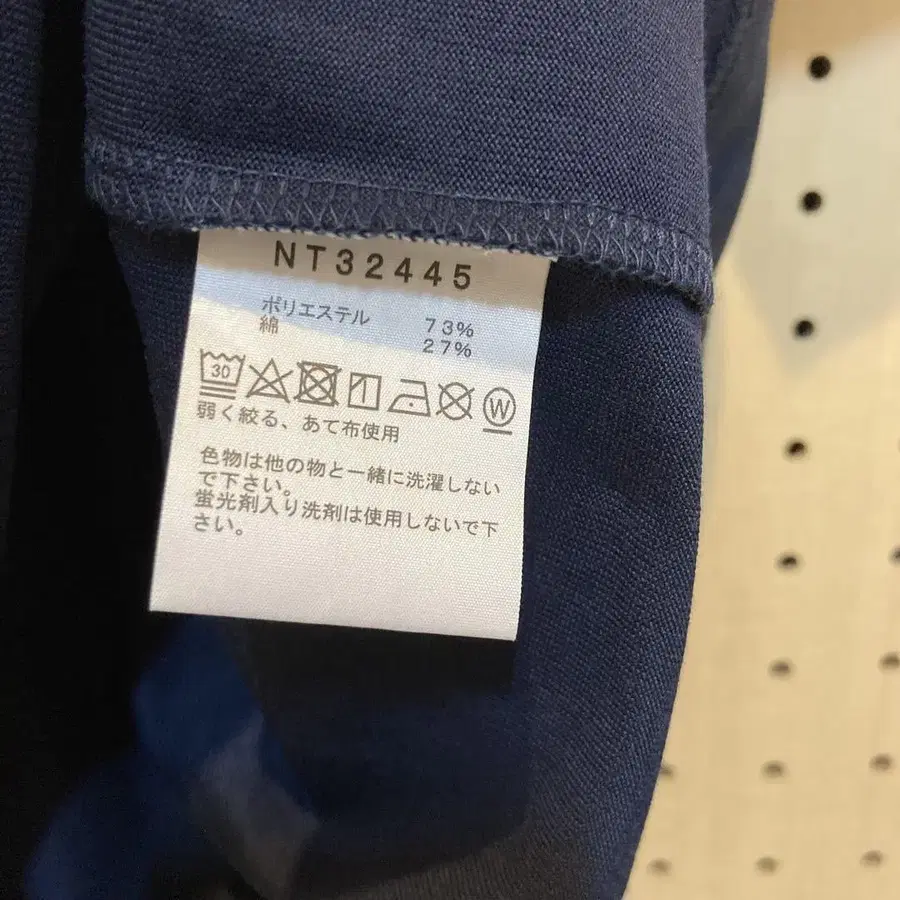 NT32445
ポリエステル 73%
綿 27%
30 W
弱く絞る、あて布使用
色物は他の物と一緒に洗濯しない
で下さい。
蛍光剤入り洗剤は使用しないで下
さい。